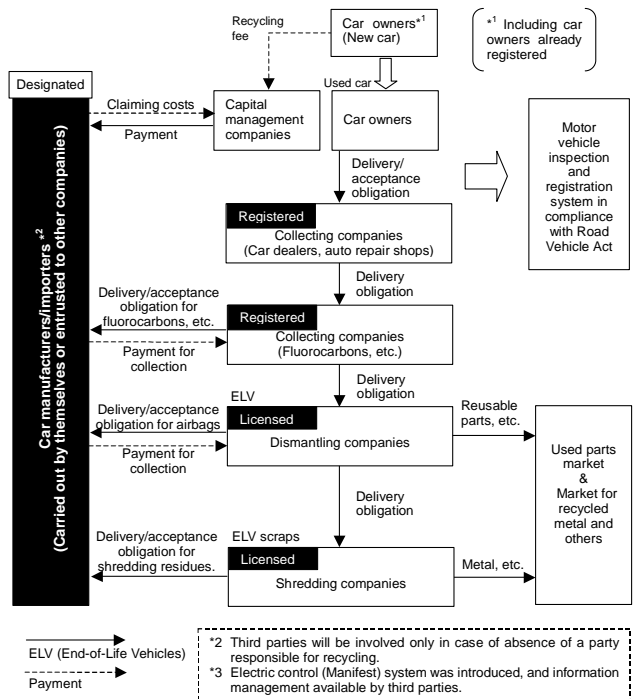 Recycling
fee
Car owners*1
(New car)
*1 Including car
owners already
registered
Designated
Used car
Claiming costs
Payment
Capital
management
companies
Car owners
Motor
vehicle
inspection
and
registration
system in
compliance
with Road
Vehicle Act
Delivery/
acceptance
obligation
Registered
Collecting companies
(Car dealers, auto repair shops)
Car manufacturers/importers *2
(Carried out by themselves or entrusted to other companies)
Delivery
obligation
Delivery/acceptance
obligation for
fluorocarbons, etc.
Payment for
collection
Registered
Collecting companies
(Fluorocarbons, etc.)
Delivery
obligation
ELV
Delivery/acceptance
obligation for airbags
Payment for
collection
Licensed
Dismantling companies
Reusable
parts, etc.
Used parts
market
&
Market for
recycled
metal and
others
Delivery
obligation
ELV scraps
Delivery/acceptance
obligation for
shredding residues.
Licensed
Shredding companies
Metal, etc.
ELV (End-of-Life Vehicles)
Payment
*2 Third parties will be involved only in case of absence of a party
responsible for recycling.
*3 Electric control (Manifest) system was introduced, and information
management available by third parties.